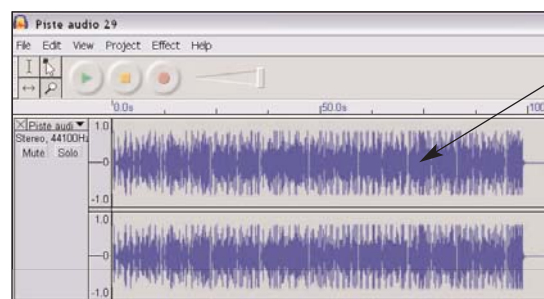 Piste audio 29
File Edit View Project Effect Help
0.0s 50.0s 100
Piste audi
1.0
Stereo, 44100Hz
Mute Solo
0
-1.0
1.0
0
-1.0